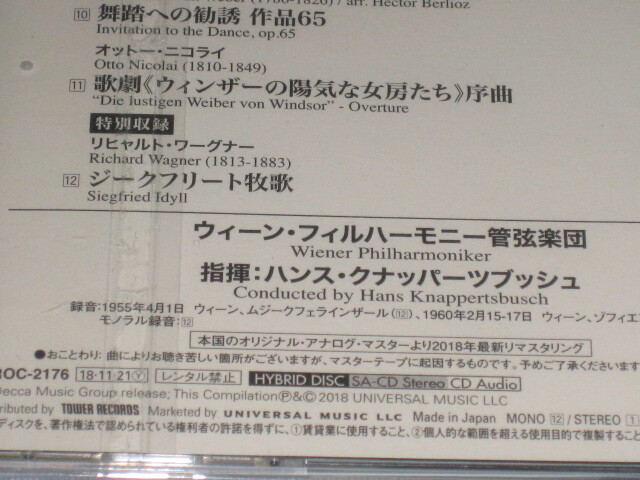 (1786-1826) / arr. Hector Berlioz
10 舞踏への勧誘 作品65
Invitation to the Dance, op.65
オットー・ニコライ
Otto Nicolai (1810-1849)
11 歌劇《ウィンザーの陽気な女房たち》序曲
“Die lustigen Weiber von Windsor” - Overture
特別収録
リヒャルト・ワーグナー
Richard Wagner (1813-1883)
12 ジークフリート牧歌
Siegfried Idyll
ウィーン・フィルハーモニー管弦楽団
Wiener Philharmoniker
指揮：ハンス・クナッパーツブッシュ
Conducted by Hans Knappertsbusch
録音：1955年4月1日 ウィーン、ムジークフェラインザール(12)、1960年2月15-17日 ウィーン、ゾフィエン
モノラル録音：12
本国のオリジナル・アナログ・マスターより2018年最新リマスタリング
●おことわり：曲によりお聴き苦しい個所がございますが、マスターテープに起因するものです。予めご了承ください
ROC-2176 18・11・21 Y レンタル禁止 HYBRID DISC SA-CD Stereo CD Audio
Decca Music Group release; This Compilation Ⓟ&© 2018 UNIVERSAL MUSIC LLC
ributed by TOWER RECORDS Marketed by UNIVERSAL MUSIC LLC Made in Japan MONO 12 / STEREO 1
ディスクを、著作権法で認められている権利者の許諾を得ずに、①賃貸業に使用すること、②個人的な範囲を超える使用目的で複製すること